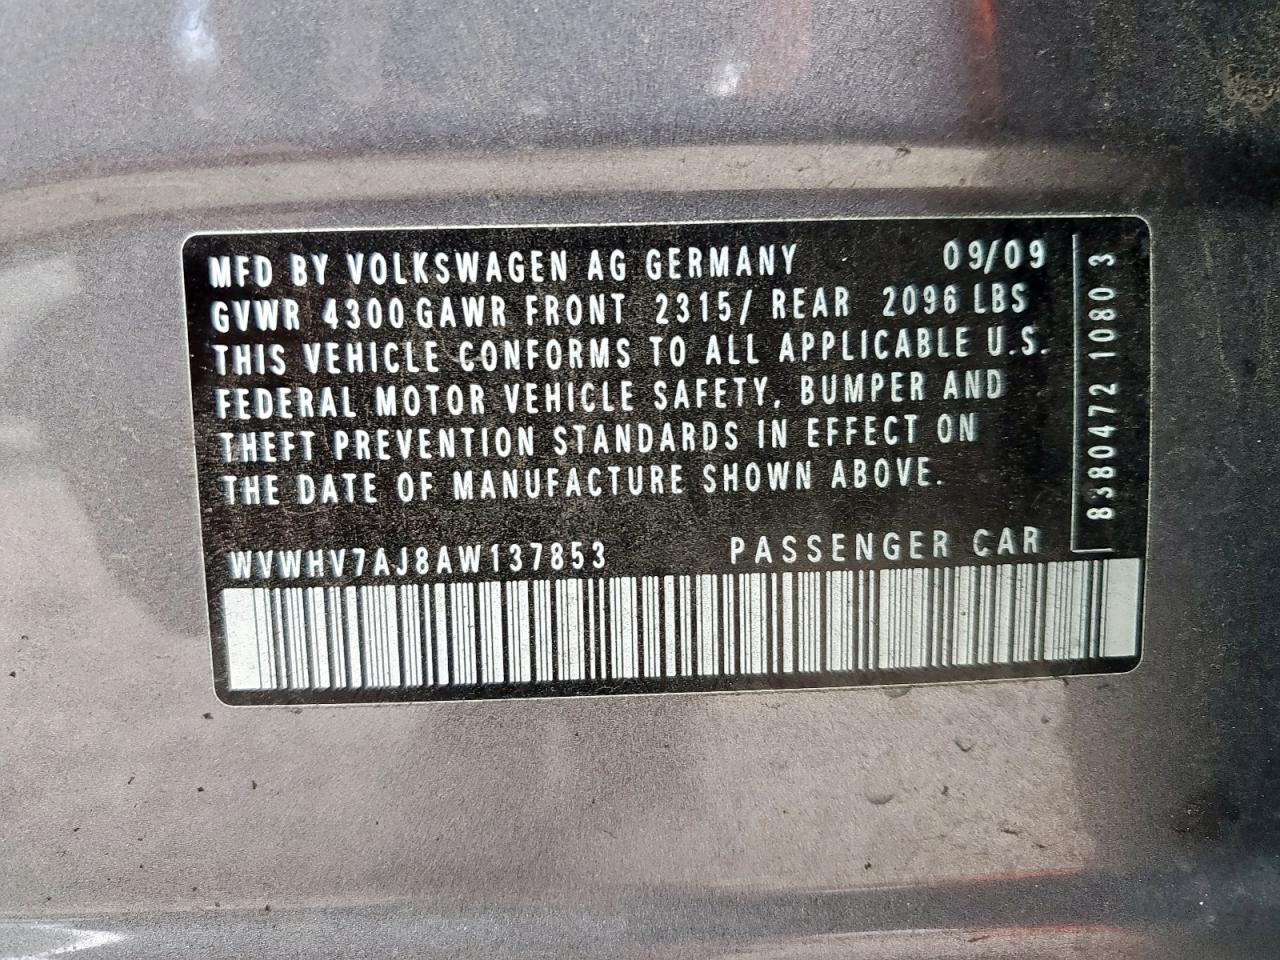 MFD BY VOLKSWAGEN AG GERMANY 09/09
GVWR 4300 GAWR FRONT 2315/ REAR 2096 LBS
THIS VEHICLE CONFORMS TO ALL APPLICABLE U.S.
FEDERAL MOTOR VEHICLE SAFETY, BUMPER AND
THEFT PREVENTION STANDARDS IN EFFECT ON
THE DATE OF MANUFACTURE SHOWN ABOVE.
WVWHV7AJ8AW137853 PASSENGER CAR
8380472 1080 3